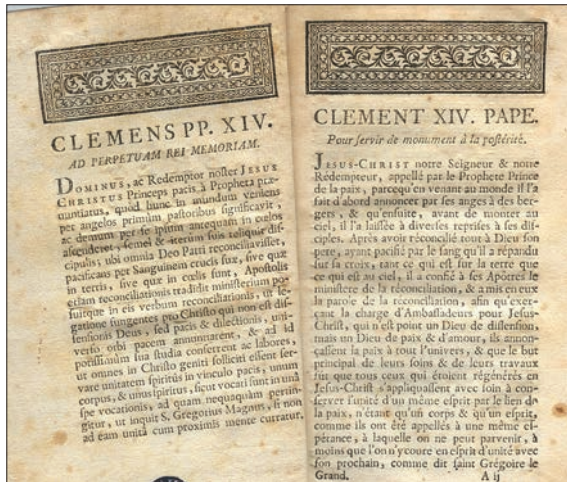 CLEMENS PP. XIV.
AD PERPETUAM REI MEMORIAM.
DOMINUS, ac Redemptor noster JESUS
CHRISTUS Princeps pacis à Propheta præ-
nuntiatus, quod hunc in mundum veniens
per angelos primùm pastoribus significavit,
ac demum per se ipsum antequam in cœlos
ascenderet, semel & iterum suis reliquit dis-
cipulis, ubi omnia Deo Patri reconciliavisset,
pacificans per Sanguinem crucis suæ, sive quæ
in terris, sive quæ in cœlis sunt, Apostolis
etiam reconciliationis tradidit ministerium po-
suitque in eis verbum reconciliationis, ut le-
gatione fungentes pro Christo qui non est dis-
sensionis Deus, sed pacis & dilectionis, uni-
verso orbi pacem annunnarent, & ad id
potissimùm sua studia conferrent ac labores,
ut omnes in Christo geniti solliciti essent ser-
vare unitatem spiritûs in vinculo pacis, unum
corpus, & unus spiritus, sicut vocati sunt in unâ
spe vocationis, ad quam nequaquàm pertin-
gitur, ut inquit S. Gregorius Magnus, si non
ad eam unitâ cum proximis mente curratur.
CLEMENT XIV. PAPE.
Pour servir de monument à la postérité.
JESUS-CHRIST notre Seigneur & notre
Rédempteur, appellé par le Prophete Prince
de la paix, parcequ'en venant au monde il l'a
fait d'abord annoncer par ses anges à des ber-
gers, & qu'ensuite, avant de monter au
ciel, il l'a laissée à diverses reprises à ses dis-
ciples. Après avoir réconcilié tout à Dieu son
pere, ayant pacifié par le sang qu'il a répandu
sur sa croix, tant ce qui est sur la terre que
ce qui est au ciel, il a confié à ses Apôtres le
ministère de la réconciliation, & a mis en eux
la parole de la réconciliation, afin qu'exer-
çant la charge d'Ambassadeurs pour Jesus-
Christ, qui n'est point un Dieu de dissension,
mais un Dieu de paix & d'amour, ils annon-
çassent la paix à tout l'univers, & que le but
principal de leurs soins & de leurs travaux
fût que tous ceux qui étoient régénérés en
Jesus-Christ s'appliquassent avec soin à con-
server l'unité d'un même esprit par le lien de
la paix, n'étant qu'un corps & qu'un esprit,
comme ils ont été appellés à une même es-
pérance, à laquelle on ne peut parvenir, à
moins que l'on n'y coure en esprit d'unité avec
son prochain, comme dit saint Grégoire le
Grand.
A ij